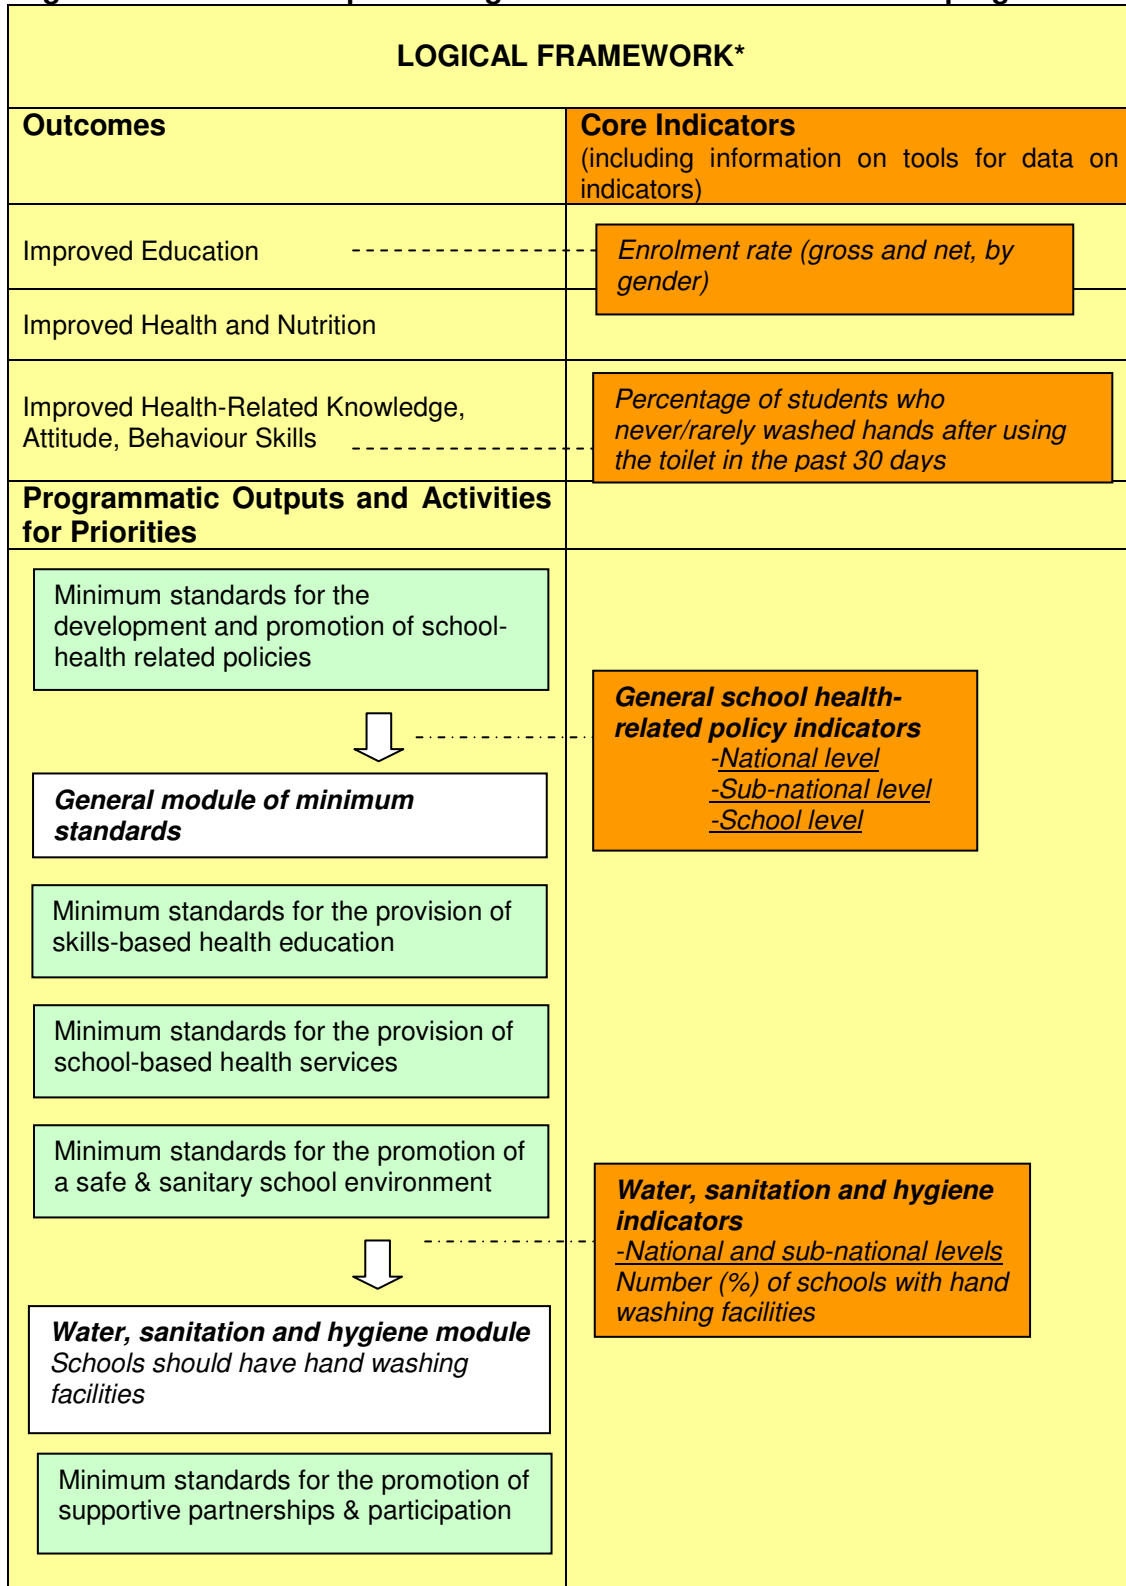 LOGICAL FRAMEWORK*
Outcomes
Core Indicators
(including information on tools for data on
indicators)
Improved Education
Enrolment rate (gross and net, by
gender)
Improved Health and Nutrition
Improved Health-Related Knowledge,
Attitude, Behaviour Skills
Percentage of students who
never/rarely washed hands after using
the toilet in the past 30 days
Programmatic Outputs and Activities
for Priorities
Minimum standards for the
development and promotion of school-
health related policies
General school health-
related policy indicators
-National level
-Sub-national level
-School level
General module of minimum
standards
Minimum standards for the provision of
skills-based health education
Minimum standards for the provision of
school-based health services
Minimum standards for the promotion of
a safe & sanitary school environment
Water, sanitation and hygiene
indicators
-National and sub-national levels
Number (%) of schools with hand
washing facilities
Water, sanitation and hygiene module
Schools should have hand washing
facilities
Minimum standards for the promotion of
supportive partnerships & participation